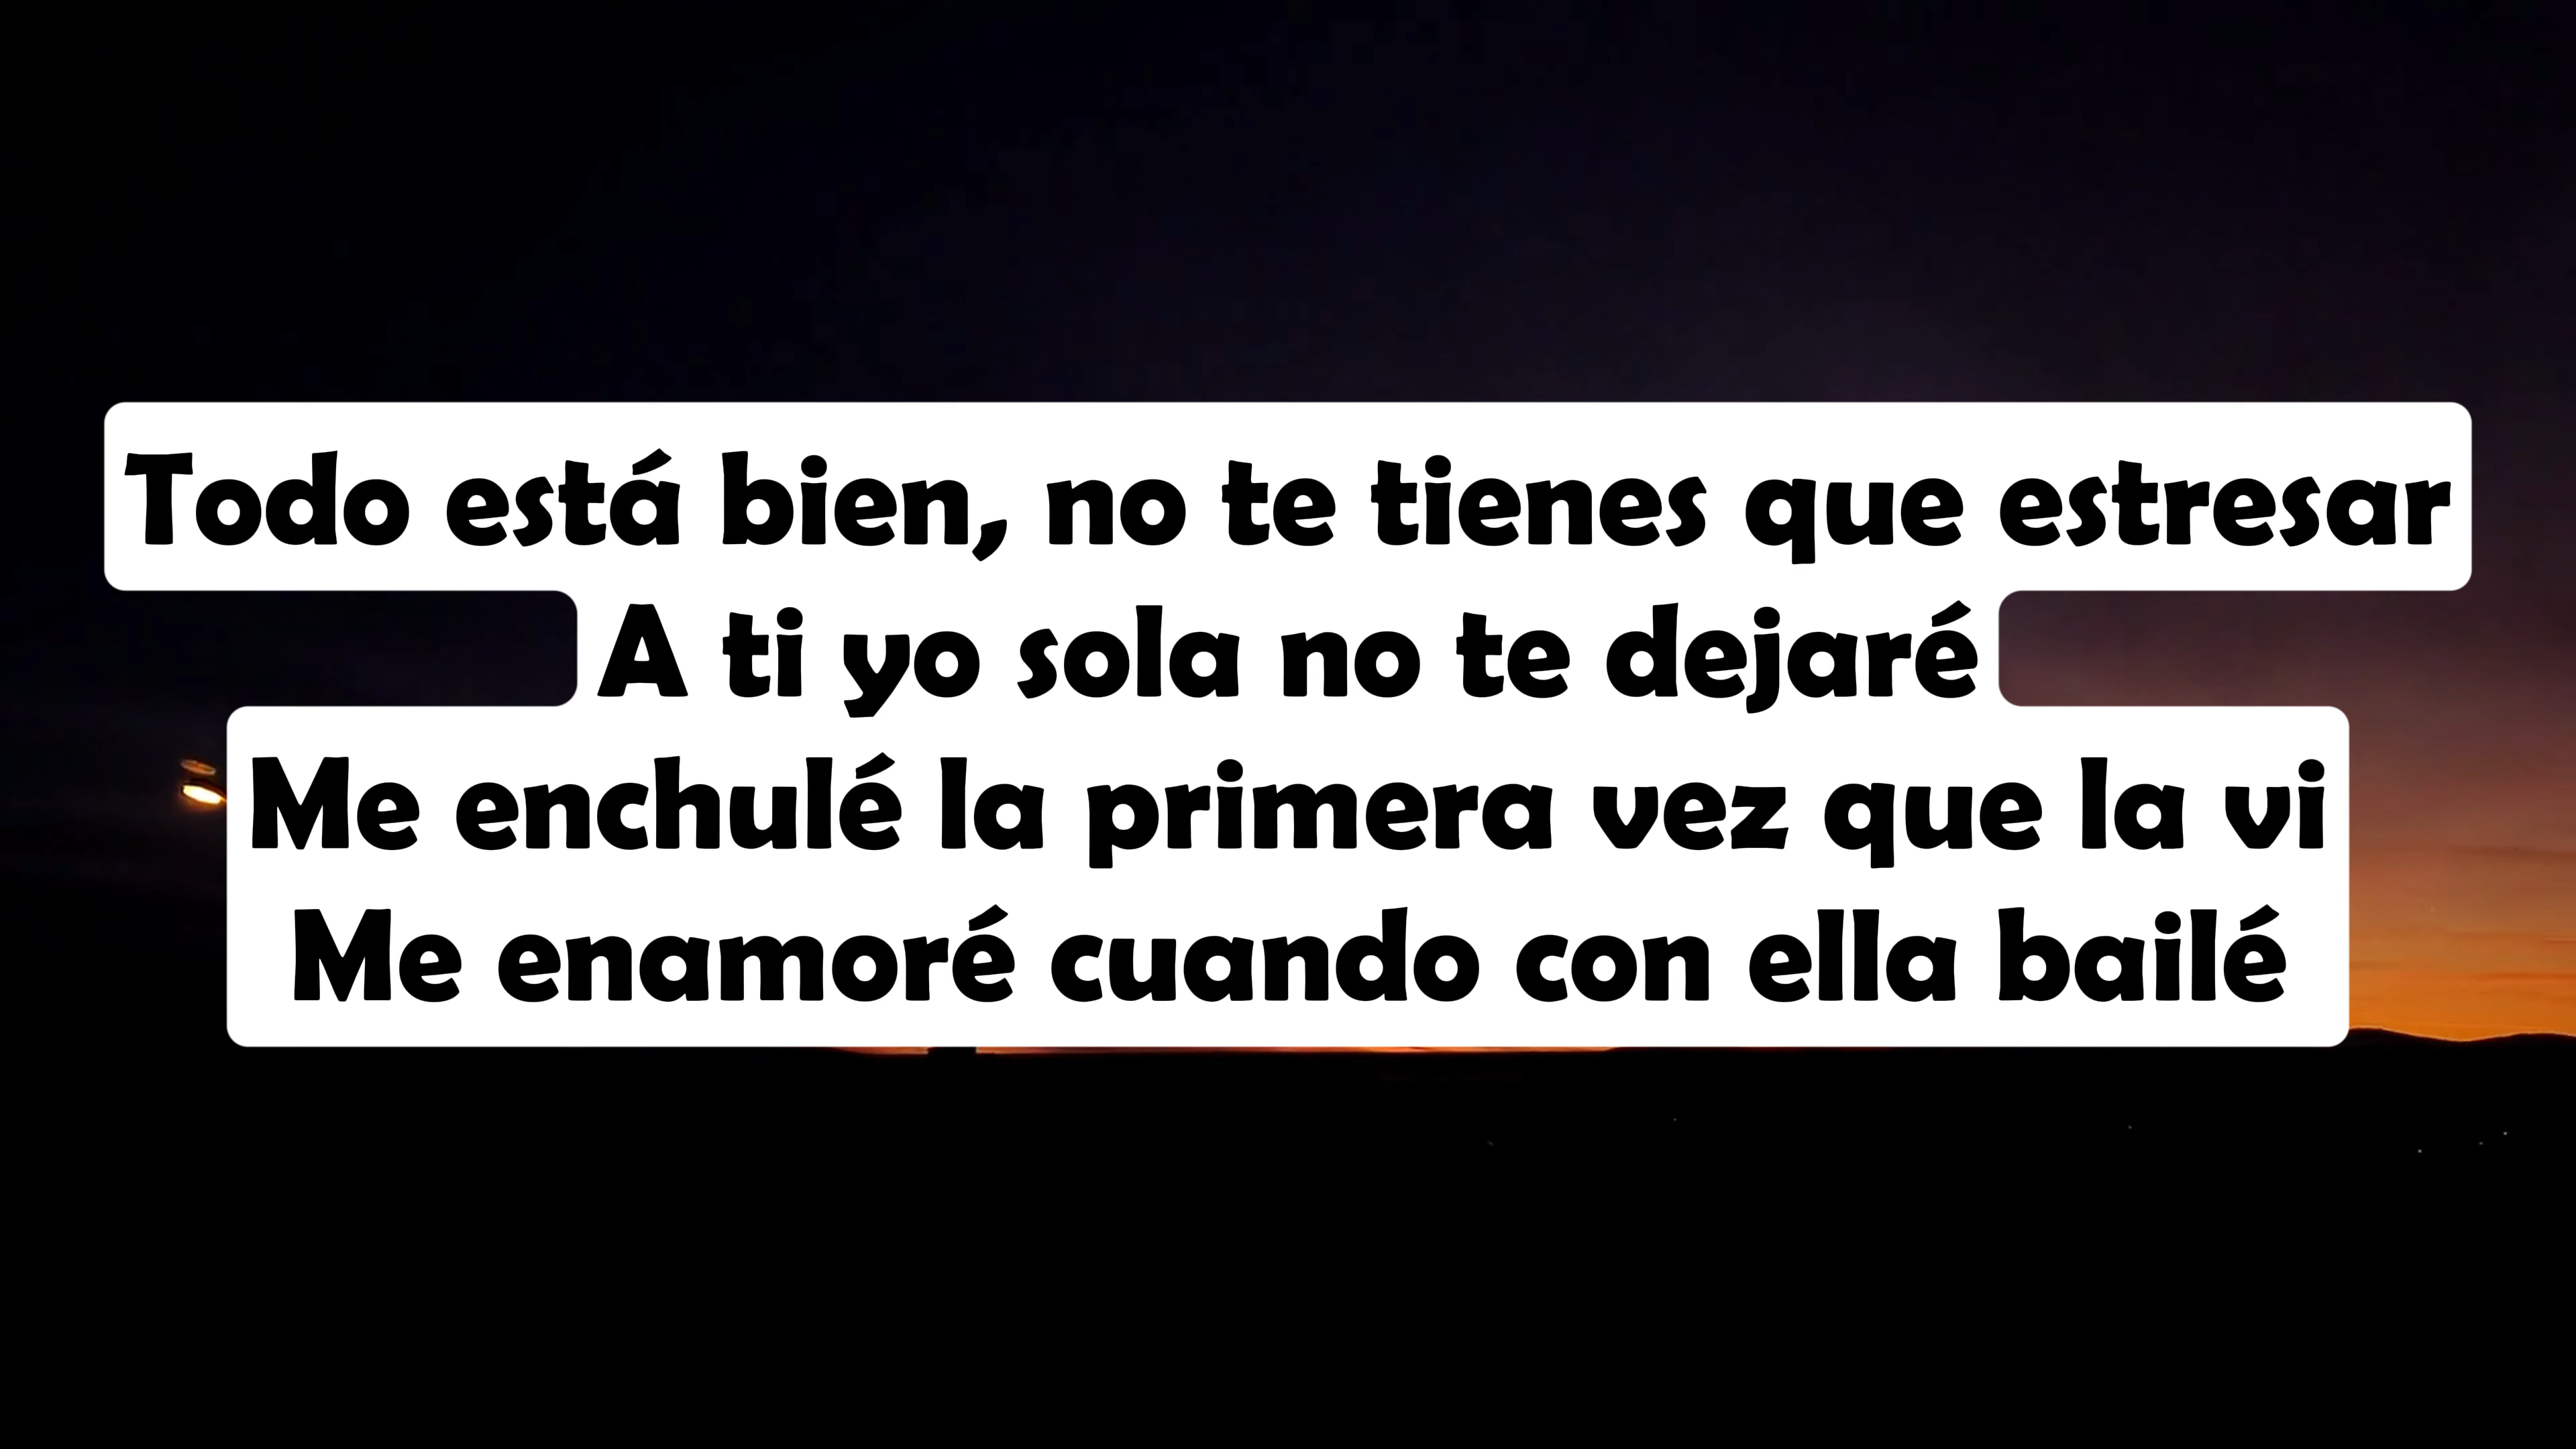 Todo está bien, no te tienes que estresar
A ti yo sola no te dejaré
Me enchulé la primera vez que la vi
Me enamoré cuando con ella bailé